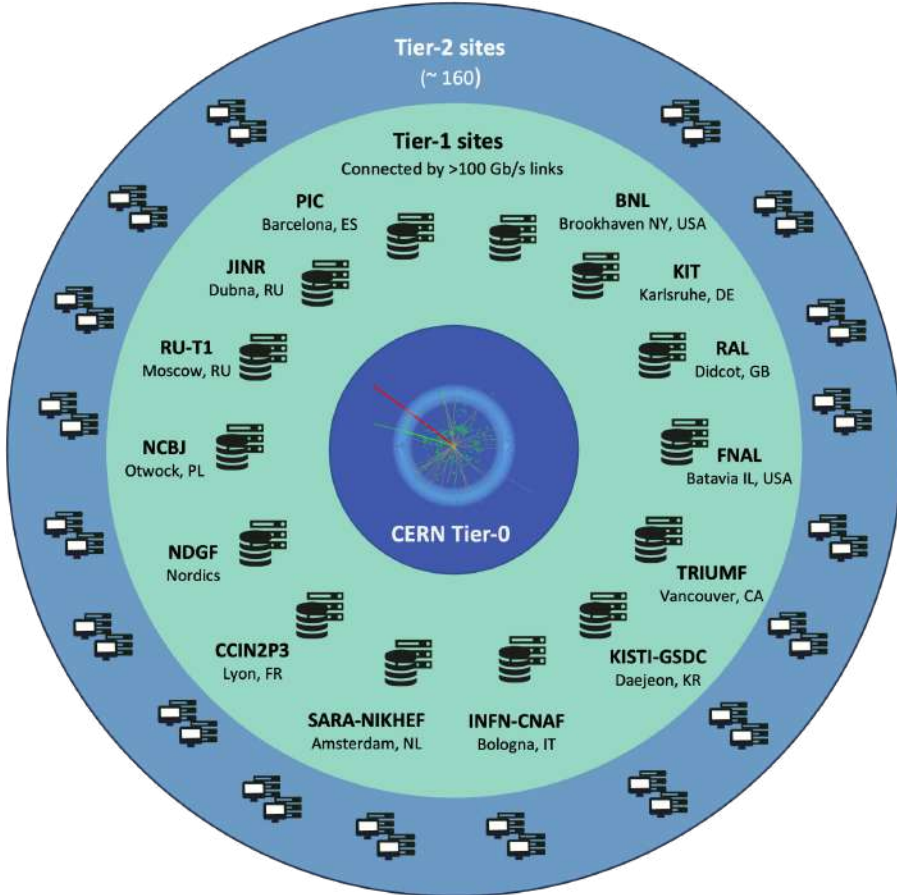 Tier-2 sites
(~ 160)
Tier-1 sites
Connected by >100 Gb/s links
PIC
Barcelona, ES
BNL
Brookhaven NY, USA
JINR
Dubna, RU
KIT
Karlsruhe, DE
RU-T1
Moscow, RU
RAL
Didcot, GB
NCBJ
Otwock, PL
FNAL
Batavia IL, USA
CERN Tier-0
NDGF
Nordics
TRIUMF
Vancouver, CA
CCIN2P3
Lyon, FR
KISTI-GSDC
Daejeon, KR
SARA-NIKHEF
Amsterdam, NL
INFN-CNAF
Bologna, IT